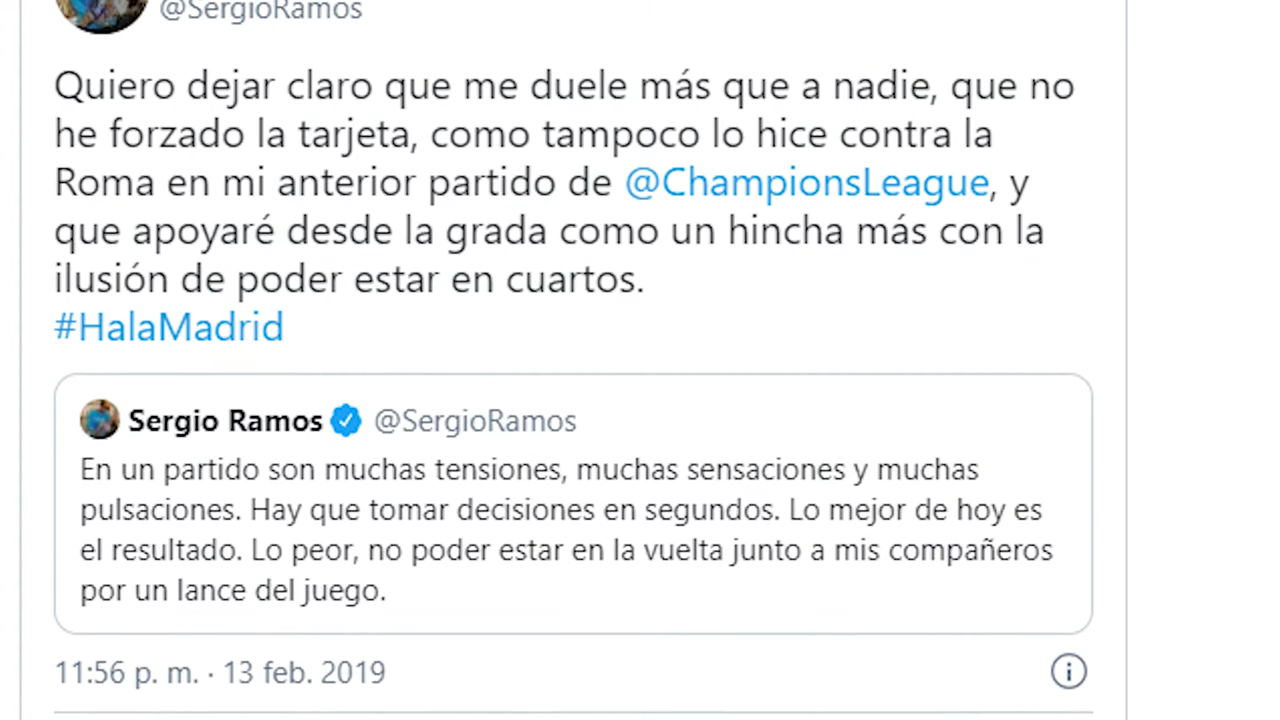 @SergioRamos
Quiero dejar claro que me duele más que a nadie, que no
he forzado la tarjeta, como tampoco lo hice contra la
Roma en mi anterior partido de @ChampionsLeague, y
que apoyaré desde la grada como un hincha más con la
ilusión de poder estar en cuartos.
#HalaMadrid
Sergio Ramos @SergioRamos
En un partido son muchas tensiones, muchas sensaciones y muchas
pulsaciones. Hay que tomar decisiones en segundos. Lo mejor de hoy es
el resultado. Lo peor, no poder estar en la vuelta junto a mis compañeros
por un lance del juego.
11:56 p. m. · 13 feb. 2019